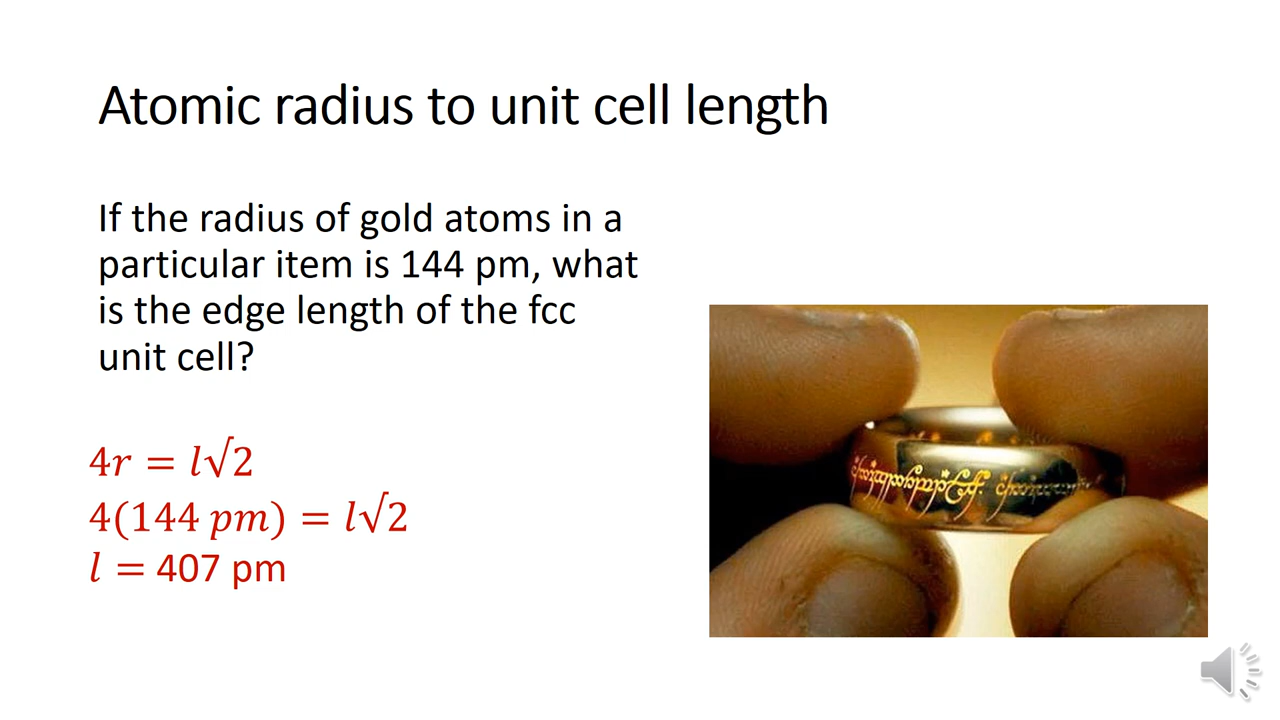 Atomic radius to unit cell length
If the radius of gold atoms in a
particular item is 144 pm, what
is the edge length of the fcc
unit cell?
4𝑟 = 𝑙√2
4(144 𝑝𝑚) = 𝑙√2
𝑙 = 407 pm